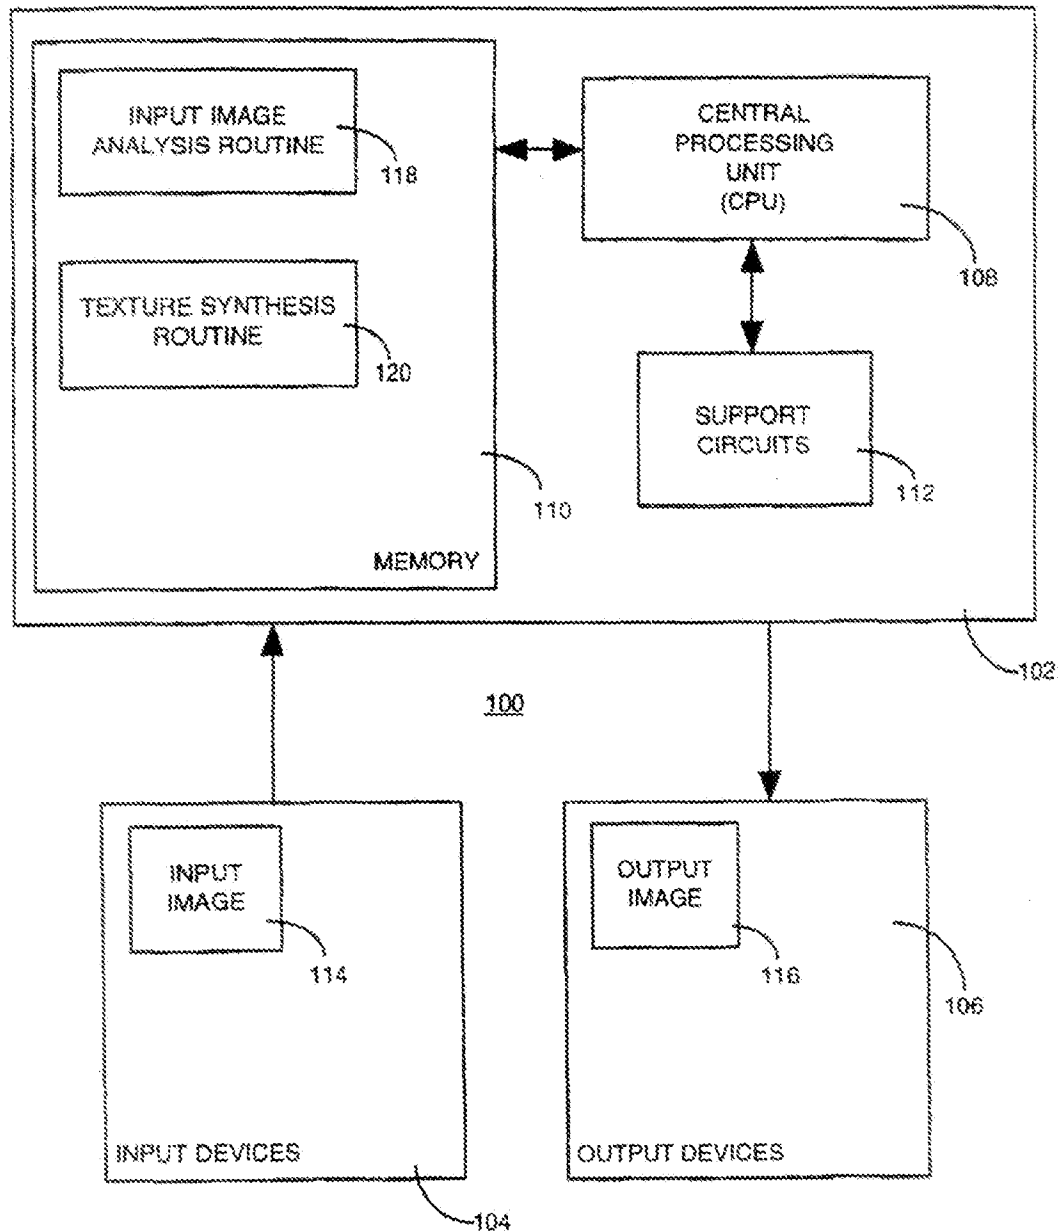 INPUT IMAGE
ANALYSIS ROUTINE
118
CENTRAL
PROCESSING
UNIT
(CPU)
108
TEXTURE SYNTHESIS
ROUTINE
120
SUPPORT
CIRCUITS
112
110
MEMORY
102
100
INPUT
IMAGE
114
OUTPUT
IMAGE
116
106
INPUT DEVICES
OUTPUT DEVICES
104